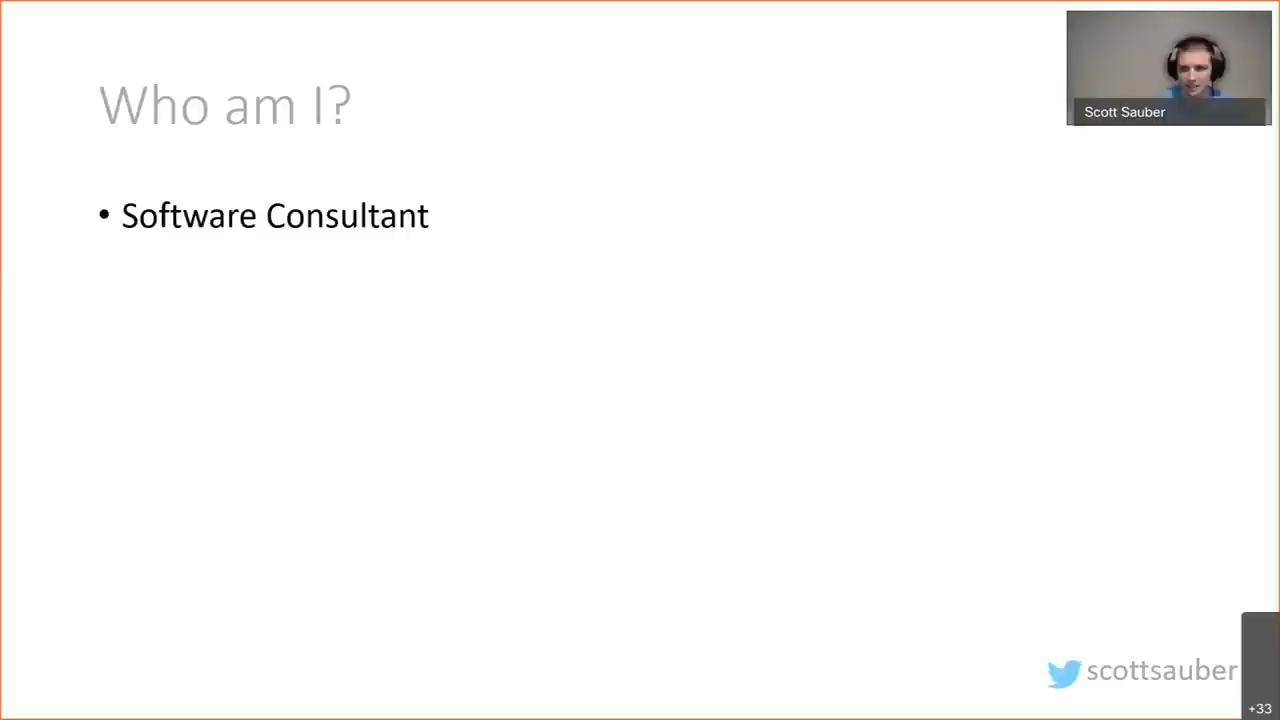 Who am I?
Scott Sauber
• Software Consultant
scottsauber
+33